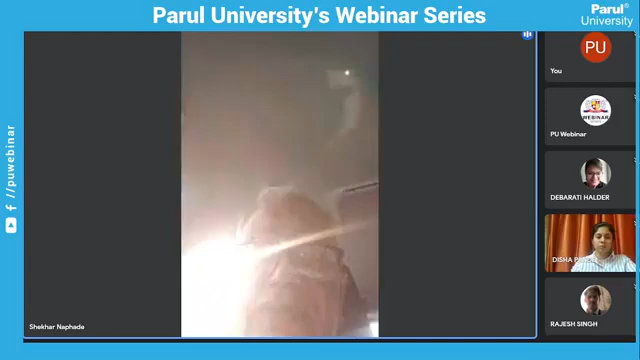 Parul University's Webinar Series
Parul®
University
//puwebinar
PU
You
WEBINAR
PU Webinar
DEBARATI HALDER
DISHA
RAJESH SINGH
Shekhar Naphade